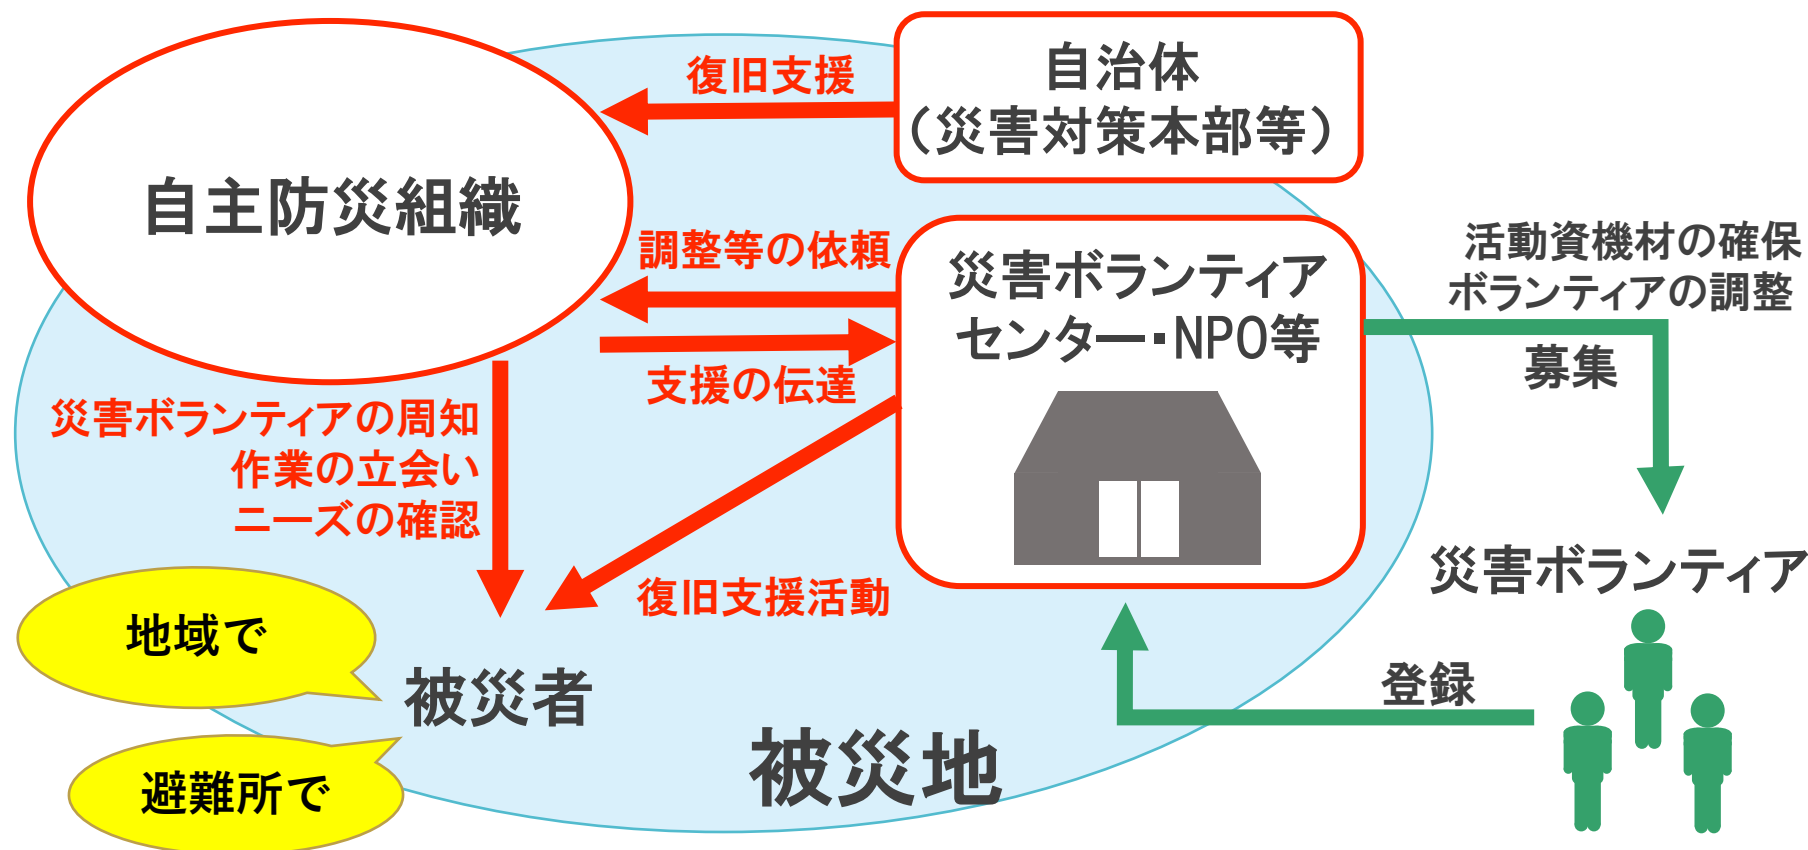 自治体
（災害対策本部等）
復旧支援
自主防災組織
調整等の依頼
支援の伝達
災害ボランティア
センター・NPO等
活動資機材の確保
ボランティアの調整
募集
災害ボランティアの周知
作業の立会い
ニーズの確認
復旧支援活動
災害ボランティア
登録
地域で
避難所で
被災者
被災地